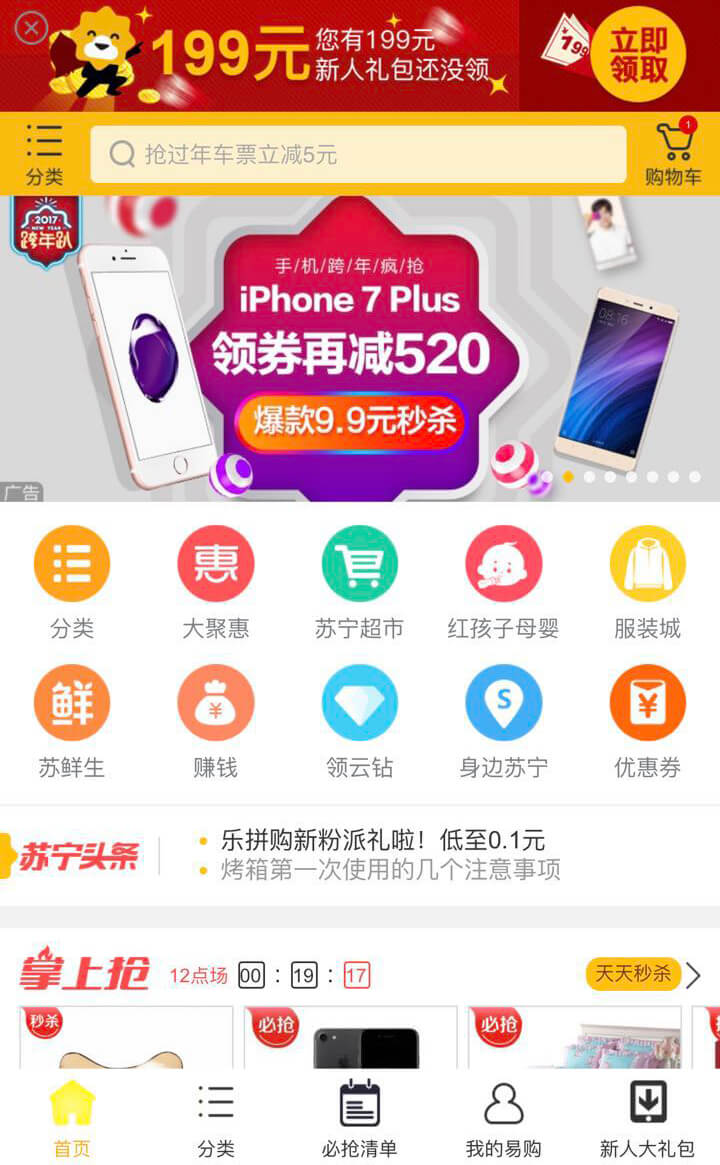 199元
您有199元
新人礼包还没领
199
立即
领取
分类
抢过年车票立减5元
1
购物车
2017
NEW YEAR
跨年趴
手/机/跨/年/疯/抢
iPhone 7 Plus
领券再减520
爆款9.9元秒杀
08:16
广告
惠
分类
大聚惠
苏宁超市
红孩子母婴
服装城
鲜
¥
S
¥
苏鲜生
赚钱
领云钻
身边苏宁
优惠券
苏宁头条
乐拼购新粉派礼啦！低至0.1元
烤箱第一次使用的几个注意事项
掌上抢
12点场 00 : 19 : 17
天天秒杀
秒杀
必抢
必抢
首页
分类
必抢清单
我的易购
新人大礼包